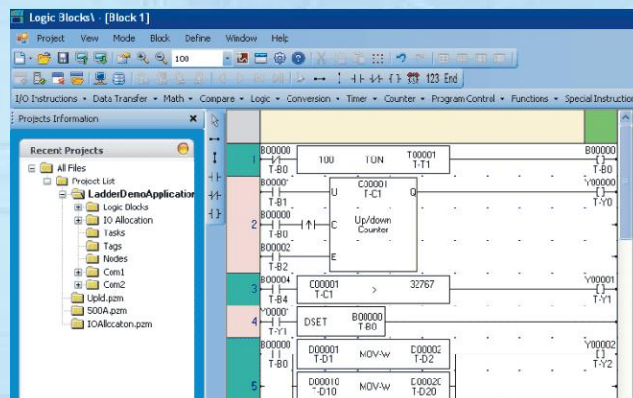 Logic Blocks\ - [Block 1]
Project View Mode Block Define Window Help
100
123 End
I/O Instructions Data Transfer Math Compare Logic Conversion Timer Counter Program Control Functions Special Instruction
Projects Information
Recent Projects
All Files
Project List
LadderDemoApplication
Logic Blocks
IO Allocation
Tasks
Tags
Nodes
Com1
Com2
Upld.pzm
500A.pzm
IOAllocaton.pzm
1
B00000
T-B0
100 TON T00001
T-T1
B00000
T-B0
2
B0000
T-B1
U
C00001
T-C1
Q
Y00000
T-Y0
B00000
T-B0
C
Up/down
Counter
B00002
T-B2
E
3
B00004
T-B4
C00001
T-C1
> 32767
Y00001
T-Y1
4
Y0000
T-Y1
DSET B00000
T-B0
5
B00000
T-B0
D00001
T-D1
MOV-W D00002
T-D2
Y00002
T-Y2
D00010
T-D10
MOV-W D00020
T-D20